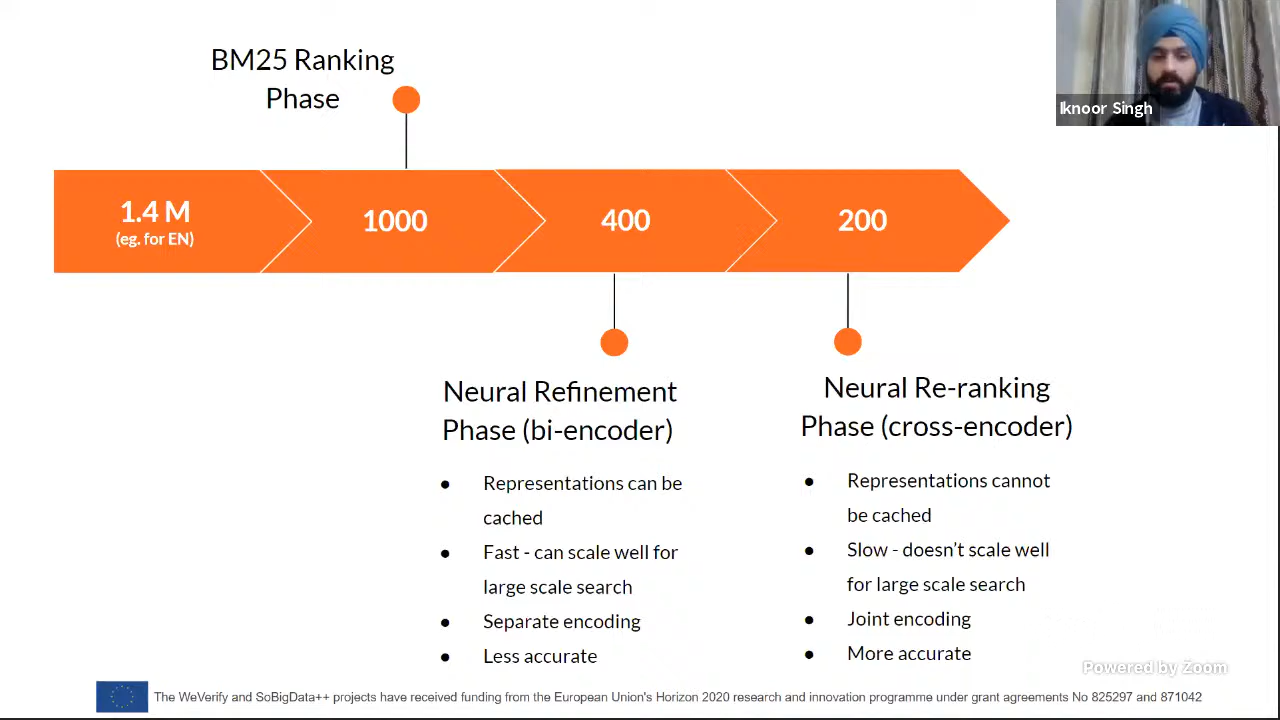 BM25 Ranking
Phase
Iknoor Singh
1.4 M
(eg. for EN)
1000
400
200
Neural Refinement
Phase (bi-encoder)
● Representations can be
cached
● Fast - can scale well for
large scale search
● Separate encoding
● Less accurate
Neural Re-ranking
Phase (cross-encoder)
● Representations cannot
be cached
● Slow - doesn’t scale well
for large scale search
● Joint encoding
● More accurate
Powered by Zoom
The WeVerify and SoBigData++ projects have received funding from the European Union's Horizon 2020 research and innovation programme under grant agreements No 825297 and 871042